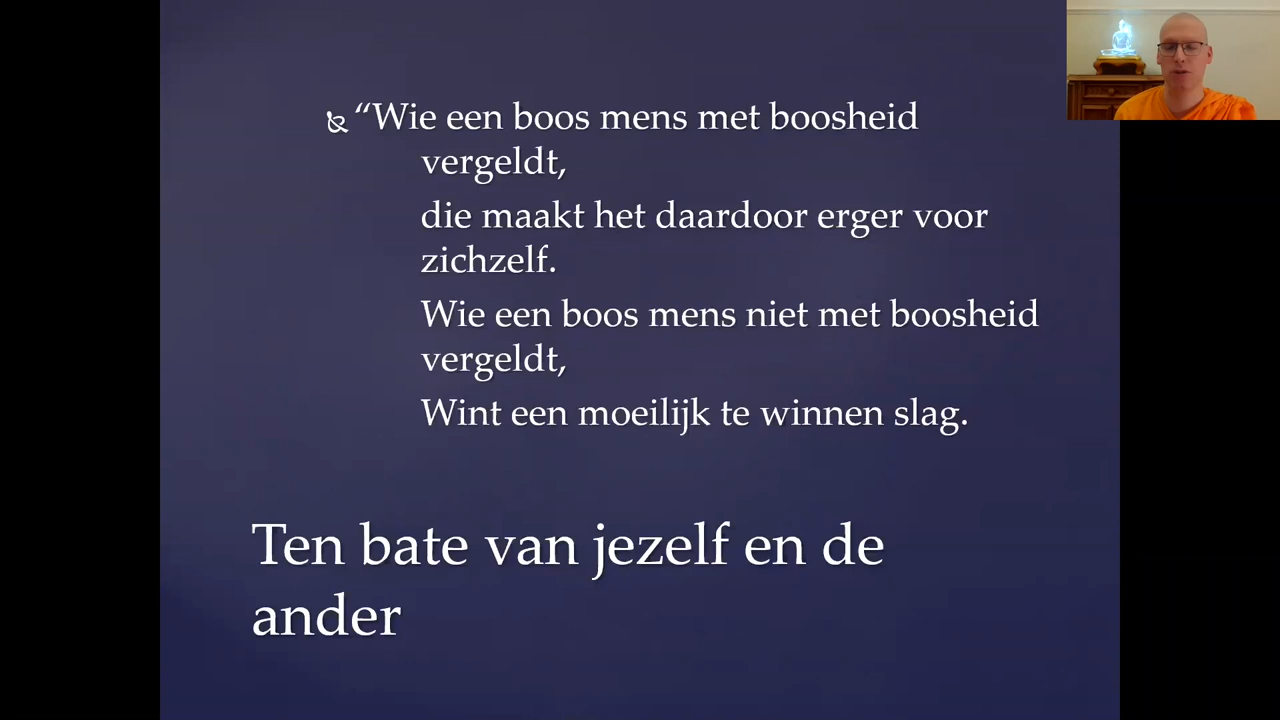 “Wie een boos mens met boosheid
vergeldt,
die maakt het daardoor erger voor
zichzelf.
Wie een boos mens niet met boosheid
vergeldt,
Wint een moeilijk te winnen slag.
Ten bate van jezelf en de
ander